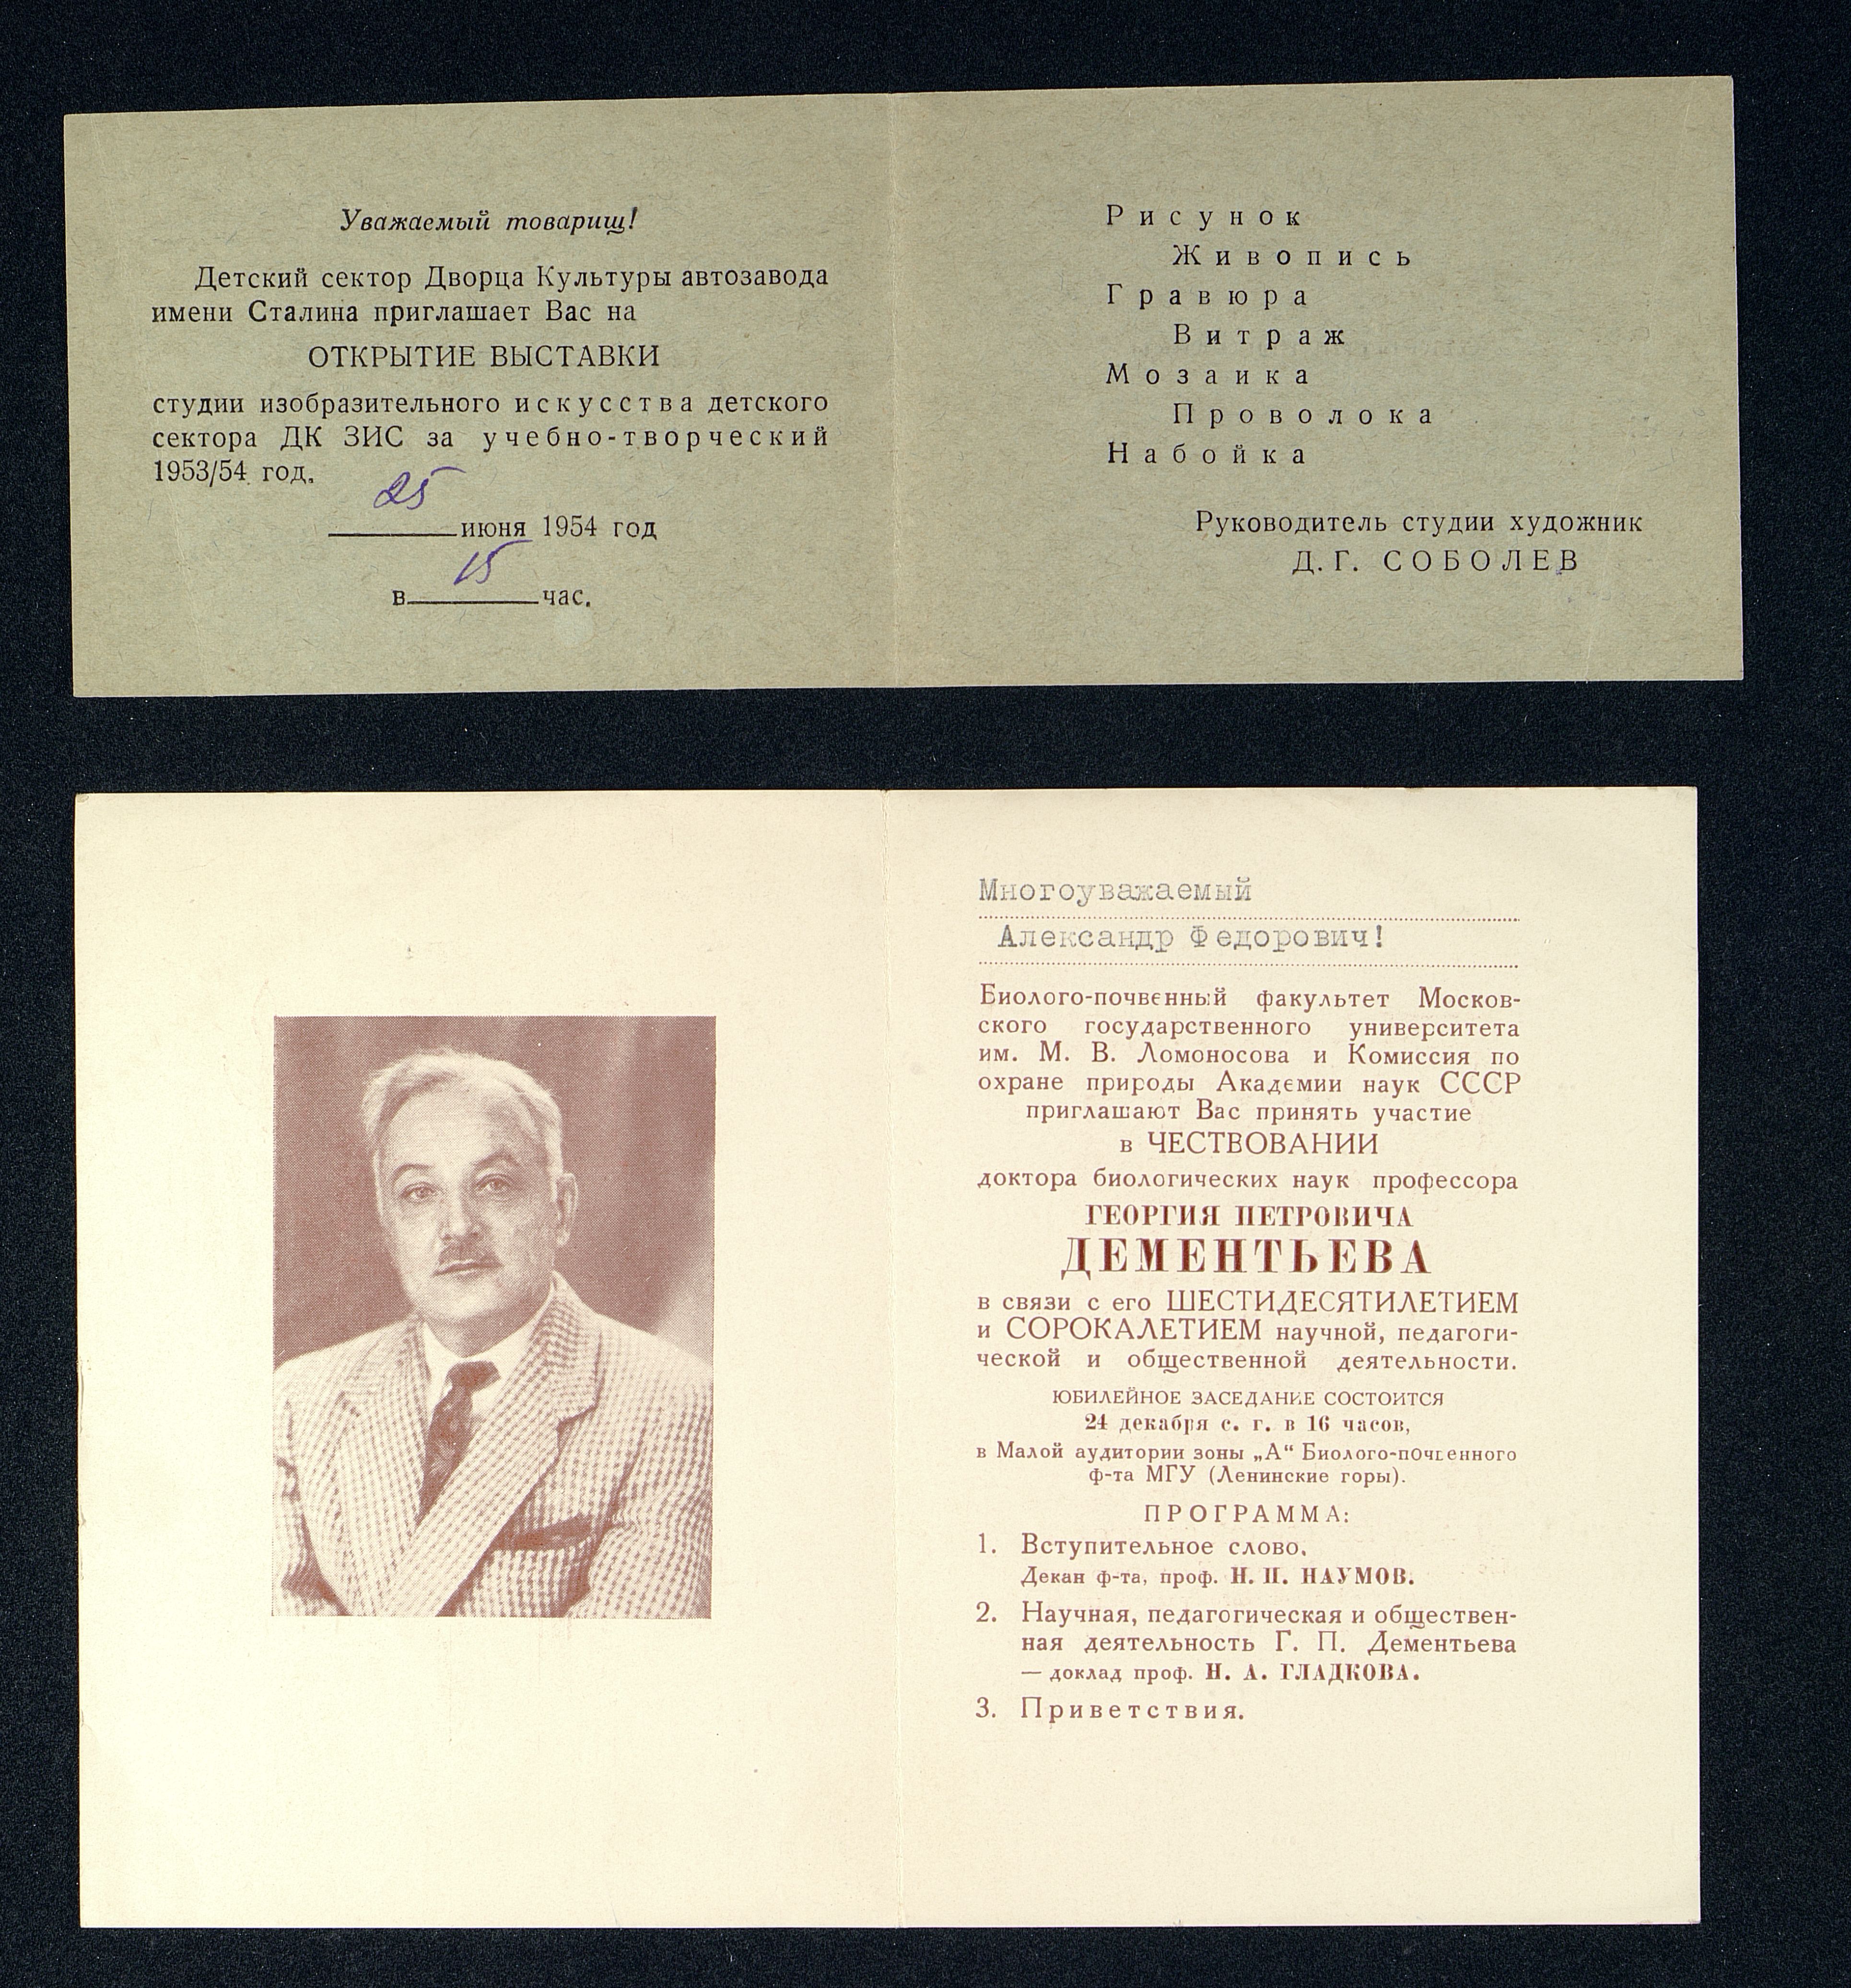 Уважаемый товарищ!
Детский сектор Дворца Культуры автозавода
имени Сталина приглашает Вас на
ОТКРЫТИЕ ВЫСТАВКИ
студии изобразительного искусства детского
сектора ДК ЗИС за учебно-творческий
1953/54 год.
25
июня 1954 год
15
в час.
Рисунок
Живопись
Гравюра
Витраж
Мозаика
Проволока
Набойка
Руководитель студии художник
Д. Г. СОБОЛЕВ
Многоуважаемый
Александр Федорович!
Биолого-почвенный факультет Москов-
ского государственного университета
им. М. В. Ломоносова и Комиссия по
охране природы Академии наук СССР
приглашают Вас принять участие
в ЧЕСТВОВАНИИ
доктора биологических наук профессора
ГЕОРГИЯ ПЕТРОВИЧА
ДЕМЕНТЬЕВА
в связи с его ШЕСТИДЕСЯТИЛЕТИЕМ
и СОРОКАЛЕТИЕМ научной, педагоги-
ческой и общественной деятельности.
ЮБИЛЕЙНОЕ ЗАСЕДАНИЕ СОСТОИТСЯ
24 декабря с. г. в 16 часов,
в Малой аудитории зоны „А“ Биолого-почвенного
ф-та МГУ (Ленинские горы).
ПРОГРАММА:
1. Вступительное слово.
Декан ф-та, проф. Н. П. НАУМОВ.
2. Научная, педагогическая и обществен-
ная деятельность Г. П. Дементьева
— доклад проф. Н. А. ГЛАДКОВА.
3. Приветствия.